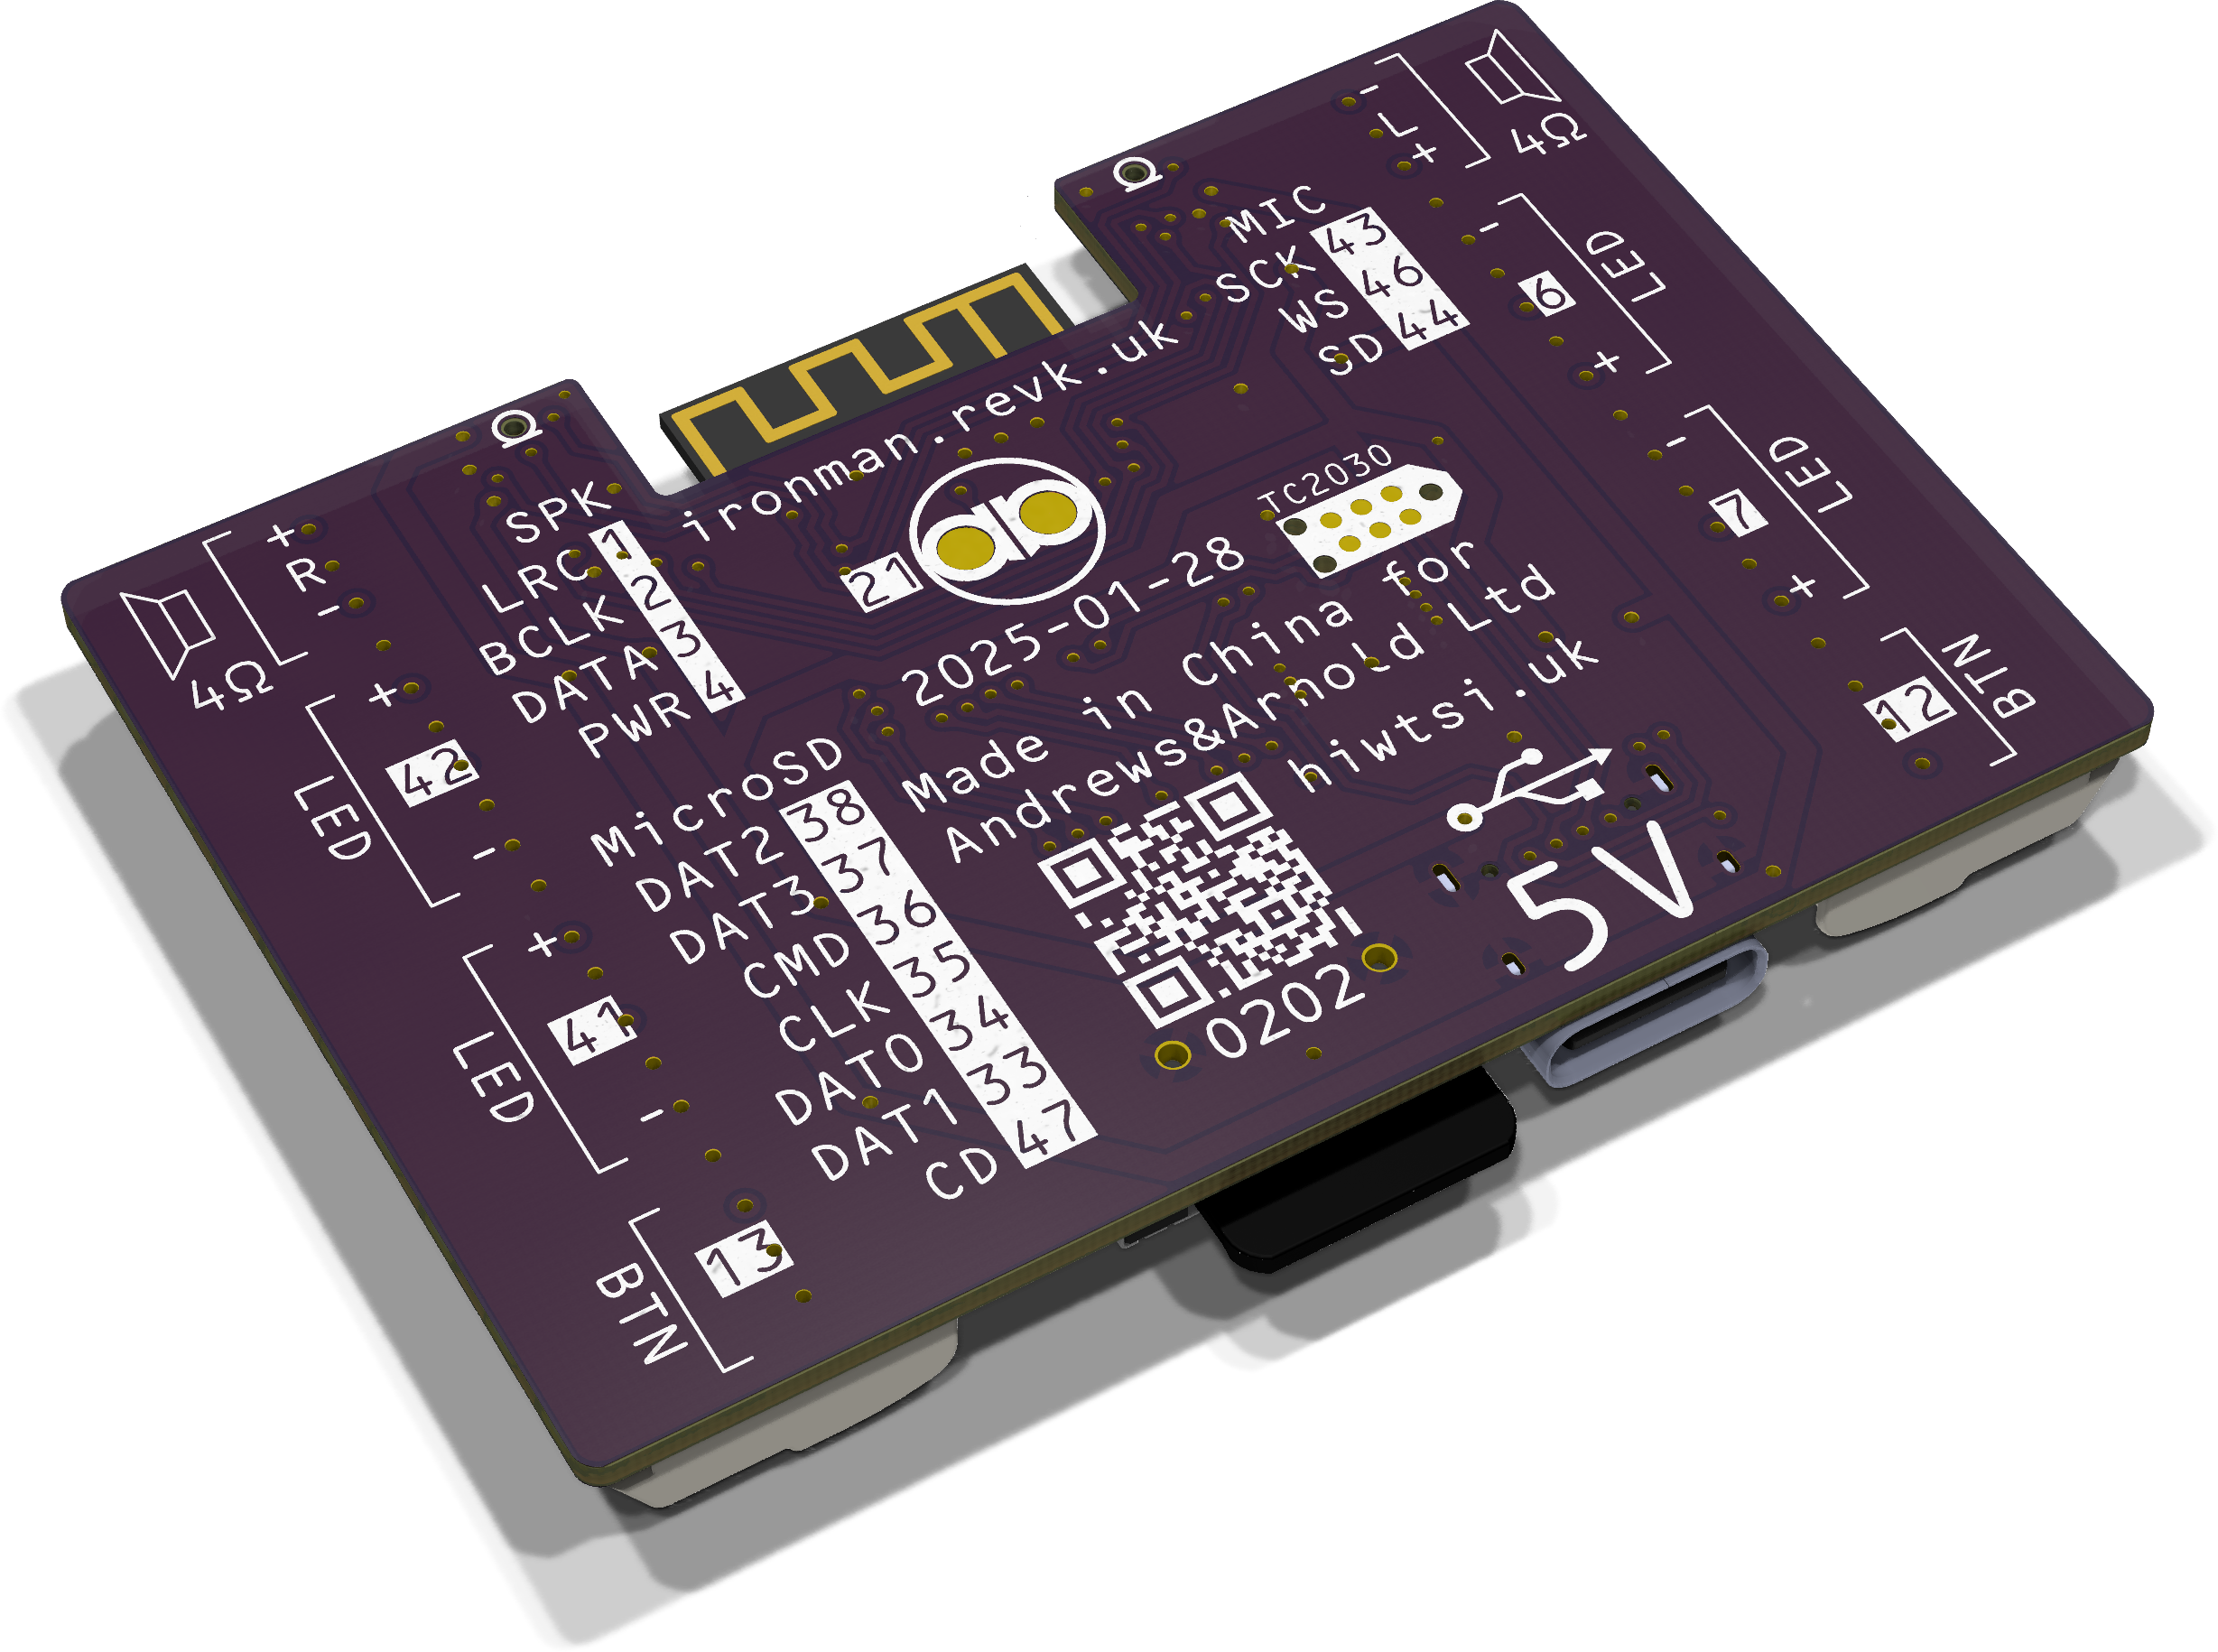 SPK
LRC 1
BCLK 2
DATA 3
PWR 4
ironman.revk.uk
MIC
SCK 43
WS 46
SD 44
- L +
4Ω
- 6 +
LED
- 7 +
LED
12
BTN
+ R -
4Ω
+ 42 -
LED
+ 41 -
LED
13
BTN
21
TC2030
2025-01-28
Made in China for
Andrews&Arnold Ltd
hiwtsi.uk
MicroSD
DAT2 38
DAT3 37
CMD 36
CLK 35
DAT0 34
DAT1 33
CD 47
0202
5V